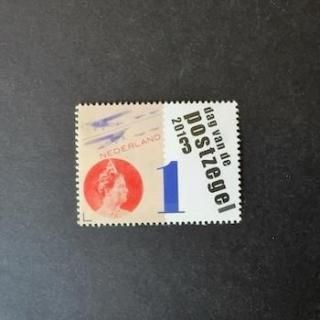 NEDERLAND
1
dag van de
postzegel
2013